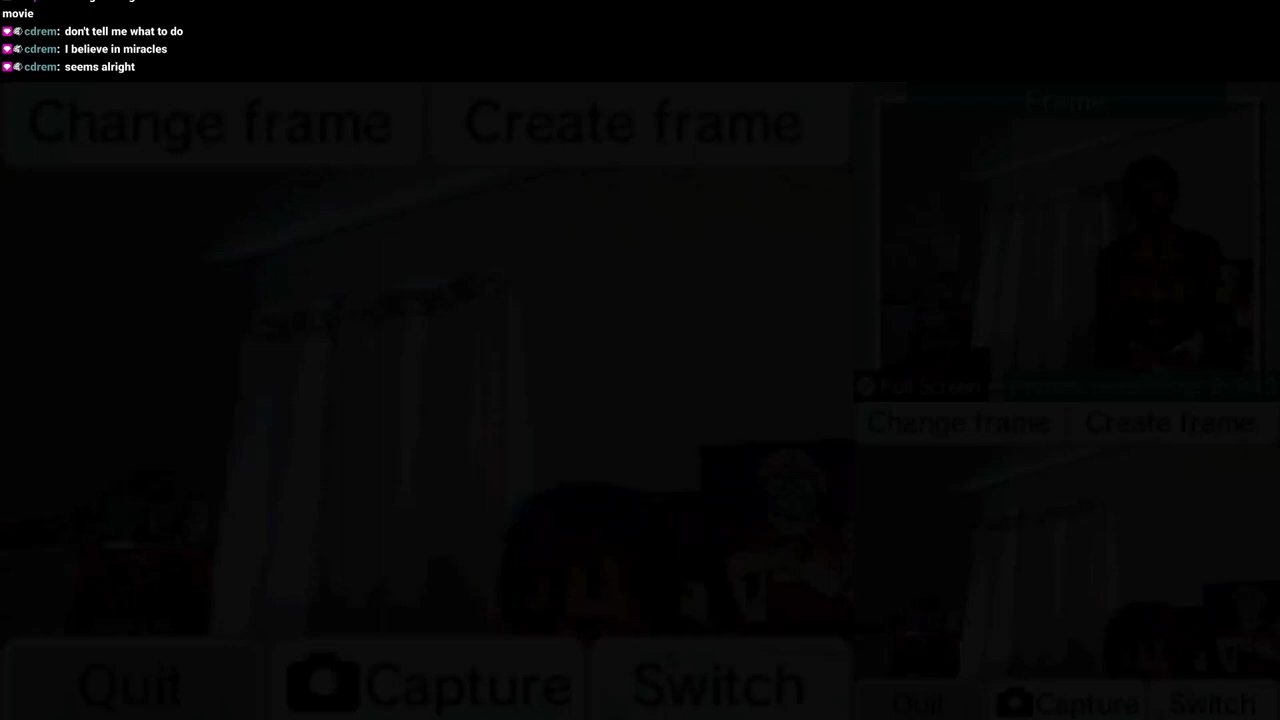 movie
cdrem: don't tell me what to do
cdrem: I believe in miracles
cdrem: seems alright
Change frame
Create frame
Frame
Full Screen
Change frame
Create frame
Quit
Capture
Switch
Quit
Capture
Switch